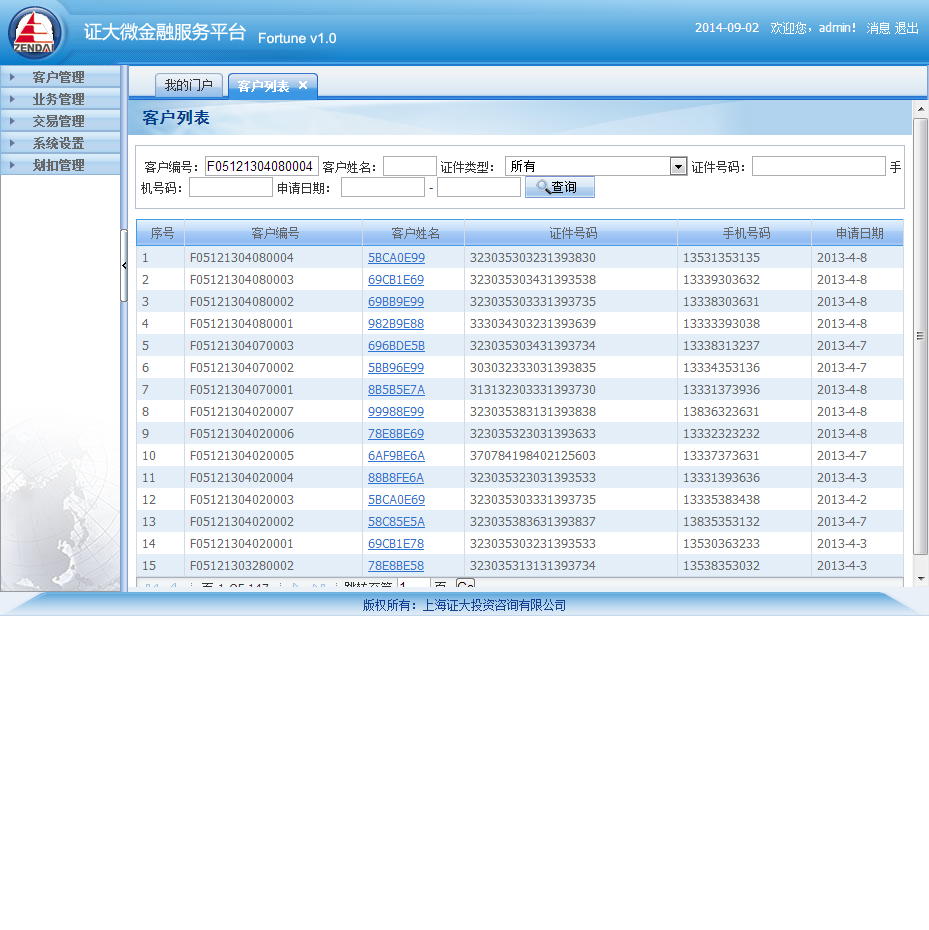 ZENDAI
证大微金融服务平台 Fortune v1.0
2014-09-02 欢迎您，admin! 消息 退出
客户管理
业务管理
交易管理
系统设置
划扣管理
我的门户 客户列表
客户列表
客户编号： F05121304080004 客户姓名： 证件类型： 所有 证件号码： 手
机号码： 申请日期： - 查询
序号 客户编号 客户姓名 证件号码 手机号码 申请日期
1 F05121304080004 5BCA0E99 323035303231393830 13531353135 2013-4-8
2 F05121304080003 69CB1E69 323035303431393538 13339303632 2013-4-8
3 F05121304080002 69BB9E99 323035303331393735 13338303631 2013-4-8
4 F05121304080001 982B9E88 333034303231393639 13333393038 2013-4-8
5 F05121304070003 696BDE5B 323035303431393734 13338313237 2013-4-7
6 F05121304070002 5BB96E99 303032333031393835 13334353136 2013-4-7
7 F05121304070001 8B5B5E7A 313132303331393730 13331373936 2013-4-8
8 F05121304020007 99988E99 323035383131393838 13836323631 2013-4-8
9 F05121304020006 78E8BE69 323035323031393633 13332323232 2013-4-8
10 F05121304020005 6AF9BE6A 370784198402125603 13337373631 2013-4-7
11 F05121304020004 88B8FE6A 323035323031393533 13331393636 2013-4-3
12 F05121304020003 5BCA0E69 323035303331393735 13335383438 2013-4-2
13 F05121304020002 58C85E5A 323035383631393837 13835353132 2013-4-7
14 F05121304020001 69CB1E78 323035303231393533 13530363233 2013-4-3
15 F05121303280002 78E8BE58 323035313131393734 13538353032 2013-4-3
页 1 OF 147 跳转至第 1 页 Go
版权所有：上海证大投资咨询有限公司